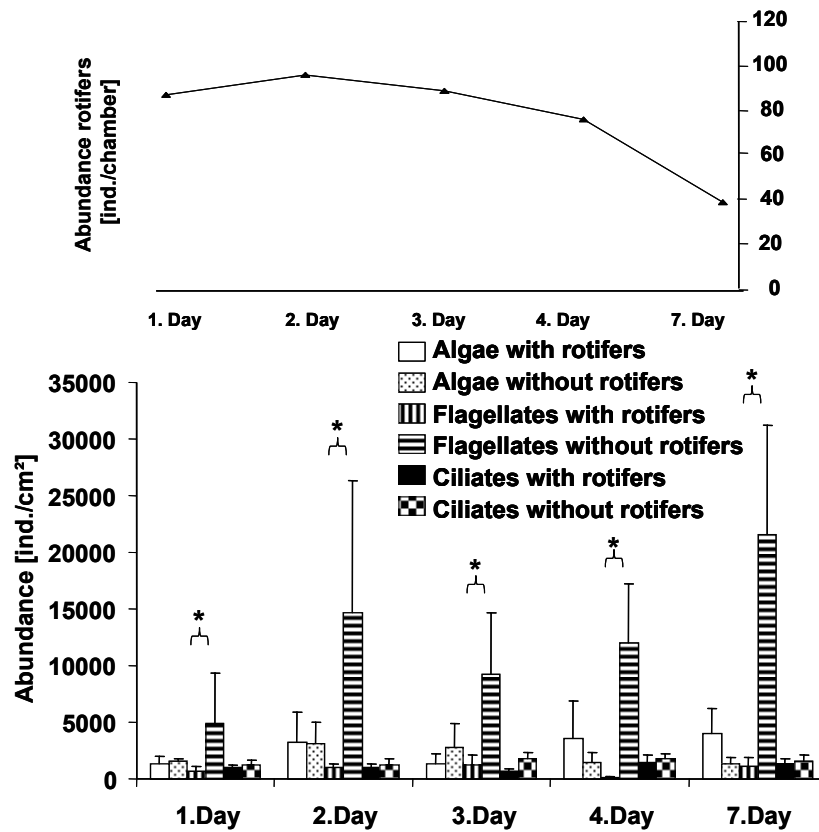 Abundance rotifers
[ind./chamber]
120
100
80
60
40
20
0
1. Day 2. Day 3. Day 4. Day 7. Day
Algae with rotifers
Algae without rotifers
Flagellates with rotifers
Flagellates without rotifers
Ciliates with rotifers
Ciliates without rotifers
Abundance [ind./cm²]
35000
30000
25000
20000
15000
10000
5000
0
*
*
*
*
*
1.Day 2.Day 3.Day 4.Day 7.Day